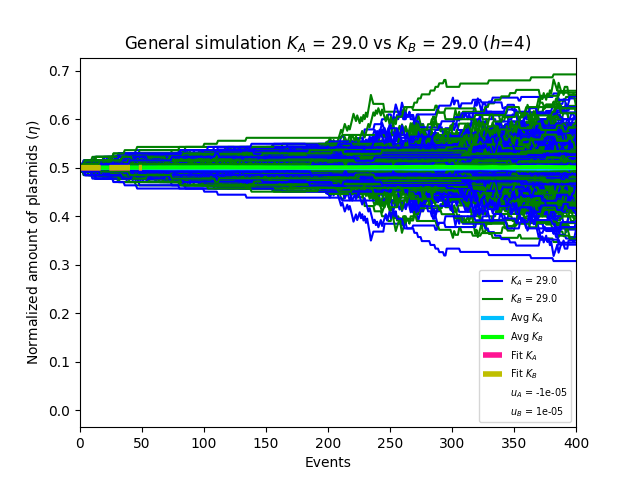 General simulation K_A = 29.0 vs K_B = 29.0 (h=4)
Normalized amount of plasmids (η)
0.7
0.6
0.5
0.4
0.3
0.2
0.1
0.0
K_A = 29.0
K_B = 29.0
Avg K_A
Avg K_B
Fit K_A
Fit K_B
u_A = -1e-05
u_B = 1e-05
0 50 100 150 200 250 300 350 400
Events